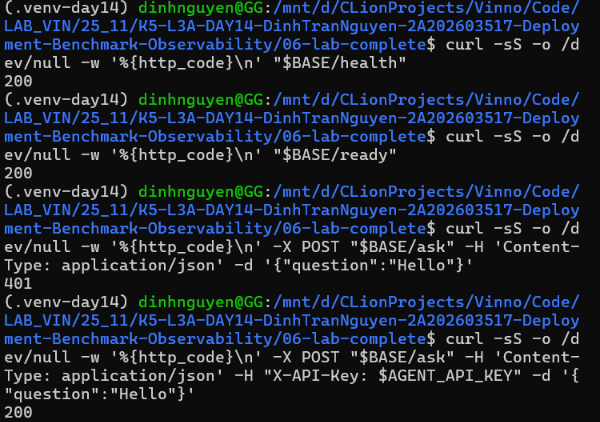 (.venv-day14) dinhnguyen@GG:/mnt/d/CLionProjects/Vinno/Code/
LAB_VIN/25_11/K5-L3A-DAY14-DinhTranNguyen-2A202603517-Deploy
ment-Benchmark-Observability/06-lab-complete$ curl -sS -o /d
ev/null -w '%{http_code}\n' "$BASE/health"
200
(.venv-day14) dinhnguyen@GG:/mnt/d/CLionProjects/Vinno/Code/
LAB_VIN/25_11/K5-L3A-DAY14-DinhTranNguyen-2A202603517-Deploy
ment-Benchmark-Observability/06-lab-complete$ curl -sS -o /d
ev/null -w '%{http_code}\n' "$BASE/ready"
200
(.venv-day14) dinhnguyen@GG:/mnt/d/CLionProjects/Vinno/Code/
LAB_VIN/25_11/K5-L3A-DAY14-DinhTranNguyen-2A202603517-Deploy
ment-Benchmark-Observability/06-lab-complete$ curl -sS -o /d
ev/null -w '%{http_code}\n' -X POST "$BASE/ask" -H 'Content-
Type: application/json' -d '{"question":"Hello"}'
401
(.venv-day14) dinhnguyen@GG:/mnt/d/CLionProjects/Vinno/Code/
LAB_VIN/25_11/K5-L3A-DAY14-DinhTranNguyen-2A202603517-Deploy
ment-Benchmark-Observability/06-lab-complete$ curl -sS -o /d
ev/null -w '%{http_code}\n' -X POST "$BASE/ask" -H 'Content-
Type: application/json' -H "X-API-Key: $AGENT_API_KEY" -d '{
"question":"Hello"}'
200